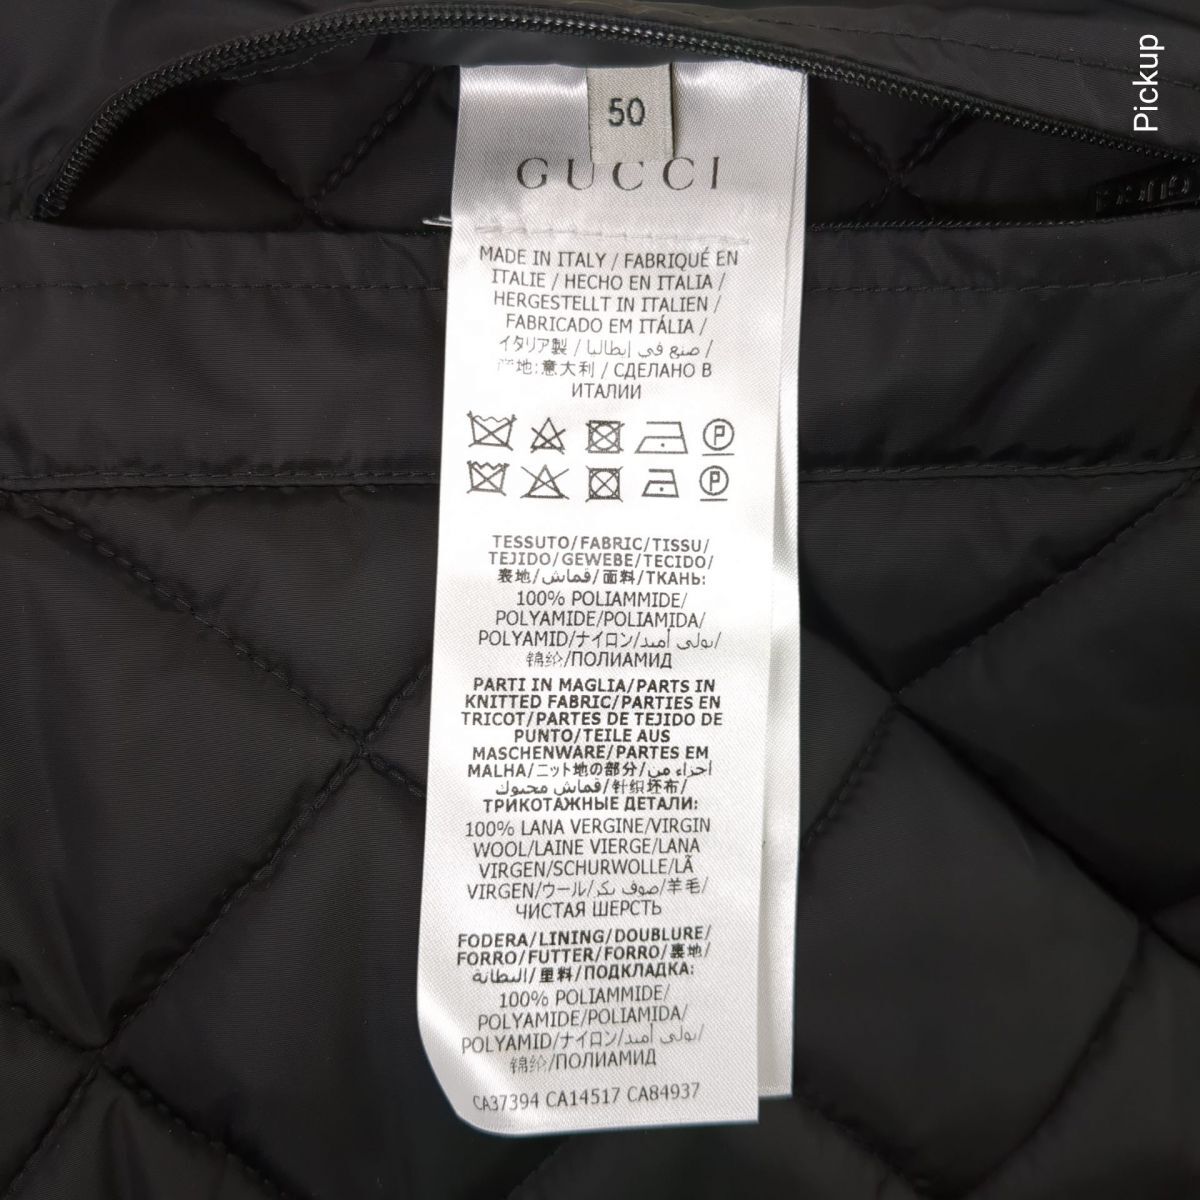 Pickup
50
GUCCI
GUCCI
MADE IN ITALY / FABRIQUÉ EN
ITALIE / HECHO EN ITALIA /
HERGESTELLT IN ITALIEN /
FABRICADO EM ITÁLIA /
イタリア製 / صنع في إيطاليا /
地:意大利 / СДЕЛАНО В
ИТАЛИИ
P
P
TESSUTO/FABRIC/TISSU/
TEJIDO/GEWEBE/TECIDO/
表地/قماش/面料/ТКАНЬ:
100% POLIAMMIDE/
POLYAMIDE/POLIAMIDA/
POLYAMID/ナイロン/بولي أميد/
锦纶/ПОЛИАМИД
PARTI IN MAGLIA/PARTS IN
KNITTED FABRIC/PARTIES EN
TRICOT/PARTES DE TEJIDO DE
PUNTO/TEILE AUS
MASCHENWARE/PARTES EM
MALHA/ニット地の部分/أجزاء من
قماش محبوك/针织坯布/
ТРИКОТАЖНЫЕ ДЕТАЛИ:
100% LANA VERGINE/VIRGIN
WOOL/LAINE VIERGE/LANA
VIRGEN/SCHURWOLLE/LÃ
VIRGEN/ウール/صوف بكر/羊毛/
ЧИСТАЯ ШЕРСТЬ
FODERA/LINING/DOUBLURE/
FORRO/FUTTER/FORRO/裏地/
البطانة/里料/ПОДКЛАДКА:
100% POLIAMMIDE/
POLYAMIDE/POLIAMIDA/
POLYAMID/ナイロン/بولي أميد/
锦纶/ПОЛИАМИД
CA37394 CA14517 CA84937